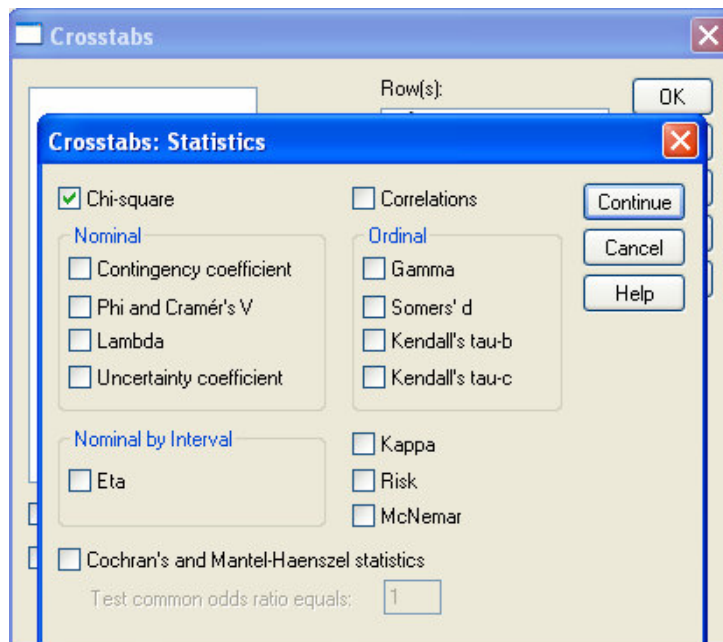 Crosstabs
Row(s):
OK
Crosstabs: Statistics
Chi-square
Correlations
Continue
Nominal
Ordinal
Cancel
Contingency coefficient
Gamma
Help
Phi and Cramér's V
Somers' d
Lambda
Kendall's tau-b
Uncertainty coefficient
Kendall's tau-c
Nominal by Interval
Kappa
Eta
Risk
McNemar
Cochran's and Mantel-Haenszel statistics
Test common odds ratio equals: 1